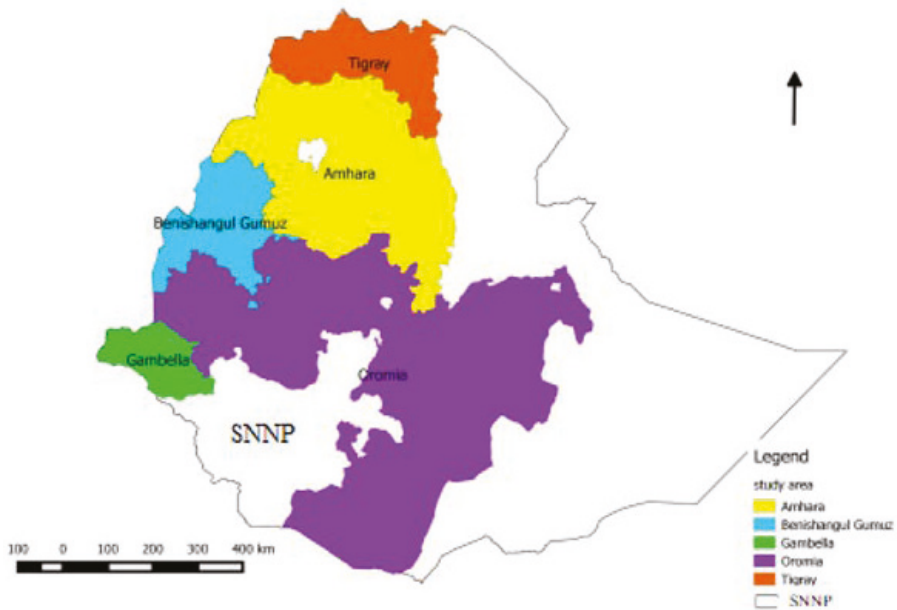 Tigray
Amhara
Benishangul Gumuz
Gambella
Oromia
SNNP
Legend
study area
Amhara
Benishangul Gumuz
Gambella
Oromia
Tigray
SNNP
100 0 100 200 300 400 km